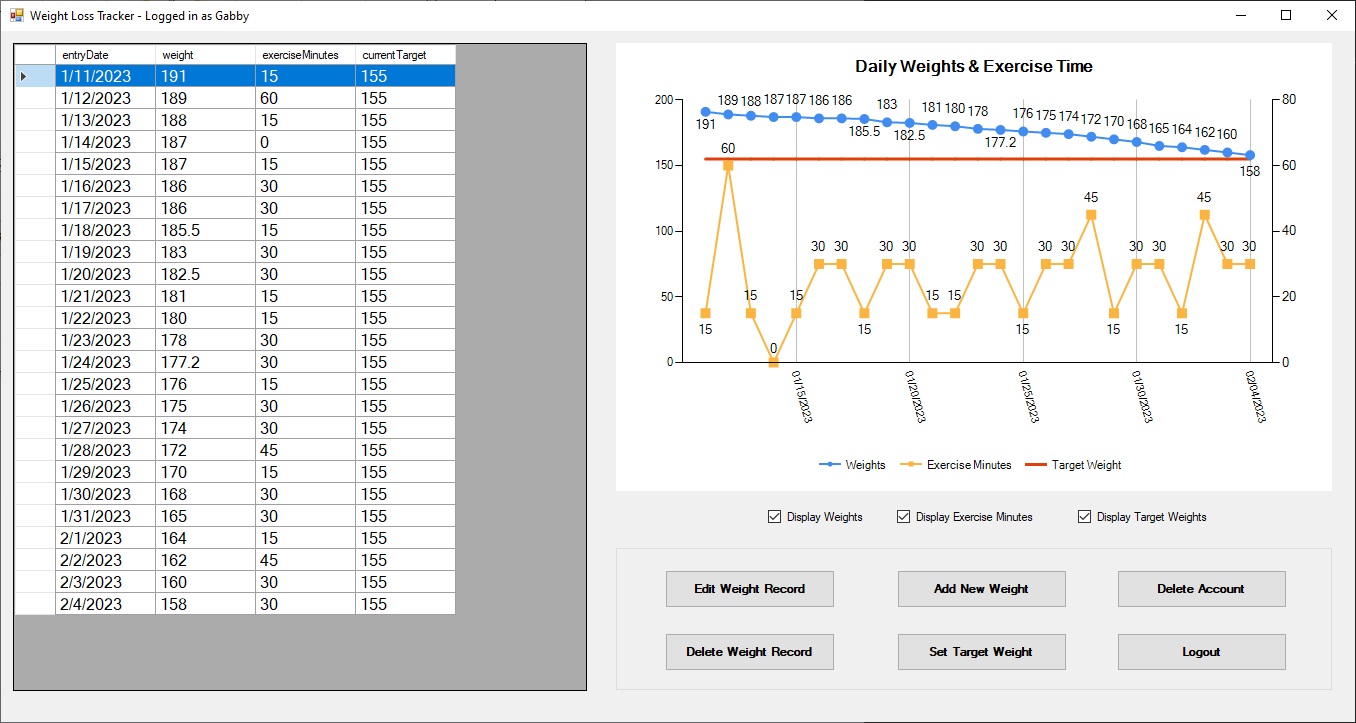 Weight Loss Tracker - Logged in as Gabby
entryDate weight exerciseMinutes currentTarget
1/11/2023 191 15 155
1/12/2023 189 60 155
1/13/2023 188 15 155
1/14/2023 187 0 155
1/15/2023 187 15 155
1/16/2023 186 30 155
1/17/2023 186 30 155
1/18/2023 185.5 15 155
1/19/2023 183 30 155
1/20/2023 182.5 30 155
1/21/2023 181 15 155
1/22/2023 180 15 155
1/23/2023 178 30 155
1/24/2023 177.2 30 155
1/25/2023 176 15 155
1/26/2023 175 30 155
1/27/2023 174 30 155
1/28/2023 172 45 155
1/29/2023 170 15 155
1/30/2023 168 30 155
1/31/2023 165 30 155
2/1/2023 164 15 155
2/2/2023 162 45 155
2/3/2023 160 30 155
2/4/2023 158 30 155
Daily Weights & Exercise Time
200 189 188 187 187 186 186 183 181 180 178 176 175 174 172 170 168 165 164 162 160 80
191 185.5 182.5 177.2 158
150 60 60
45 45
100 40
30 30 30 30 30 30 30 30 30 30 30 30
50 15 15 15 15 20
15 15 15 15 15
0 0 0
01/15/2023 01/20/2023 01/25/2023 01/30/2023 02/04/2023
Weights Exercise Minutes Target Weight
Display Weights Display Exercise Minutes Display Target Weights
Edit Weight Record Add New Weight Delete Account
Delete Weight Record Set Target Weight Logout